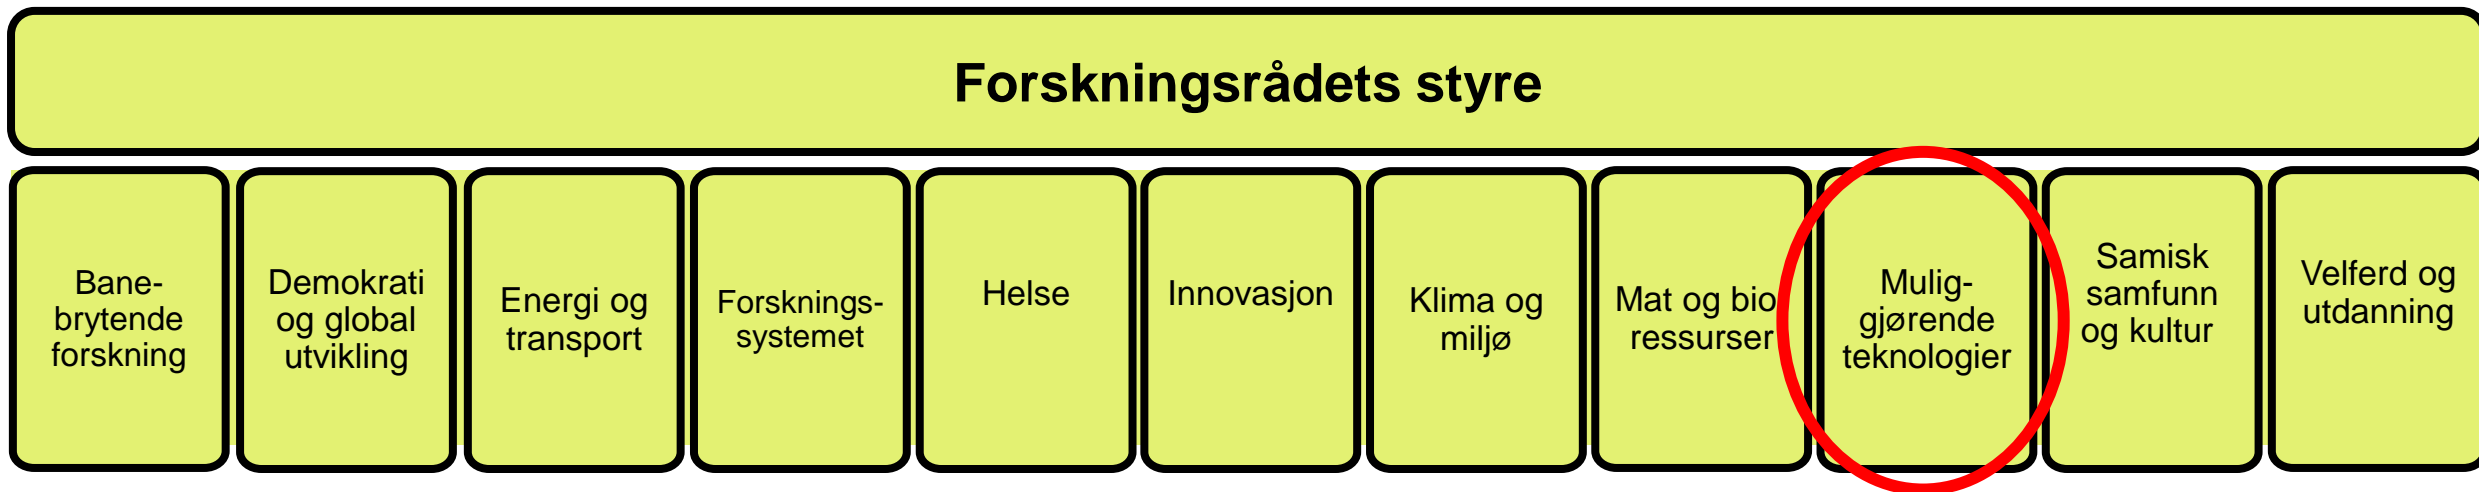 Forskningsrådets styre
Bane-
brytende
forskning
Demokrati
og global
utvikling
Energi og
transport
Forsknings-
systemet
Helse
Innovasjon
Klima og
miljø
Mat og bio
ressurser
Mulig-
gjørende
teknologier
Samisk
samfunn
og kultur
Velferd og
utdanning